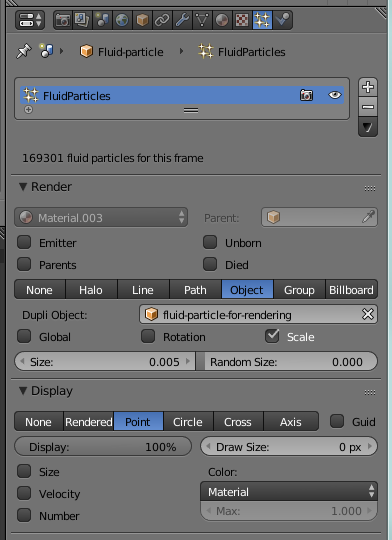 Fluid-particle
FluidParticles
FluidParticles
169301 fluid particles for this frame
Render
Material.003
Parent:
Emitter
Unborn
Parents
Died
None Halo Line Path Object Group Billboard
Dupli Object:
fluid-particle-for-rendering
Global
Rotation
Scale
Size: 0.005
Random Size: 0.000
Display
None Rendered Point Circle Cross Axis
Guid
Display: 100%
Draw Size: 0 px
Size
Color:
Velocity
Material
Number
Max: 1.000